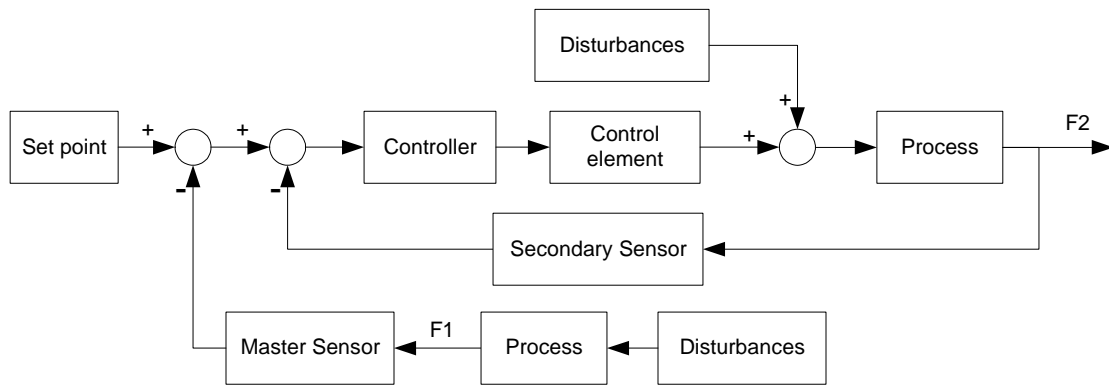 Disturbances
+
F2
Set point
+
+
Controller
Control
element
+
Process
-
-
Secondary Sensor
F1
Master Sensor
Process
Disturbances